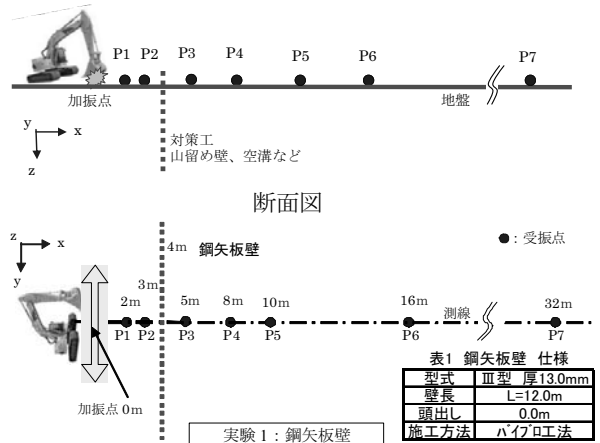 P1 P2 P3 P4 P5 P6 P7
加振点
地盤
y
x
z
対策工
山留め壁、空溝など
断面図
z
x
y
4m 鋼矢板壁
●：受振点
3m
2m
5m
8m
10m
16m
32m
測線
P1 P2 P3 P4 P5 P6 P7
加振点 0m
表1 鋼矢板壁 仕様
型式 Ⅲ型 厚13.0mm
壁長 L=12.0m
頭出し 0.0m
施工方法 バイブロ工法
実験 1：鋼矢板壁